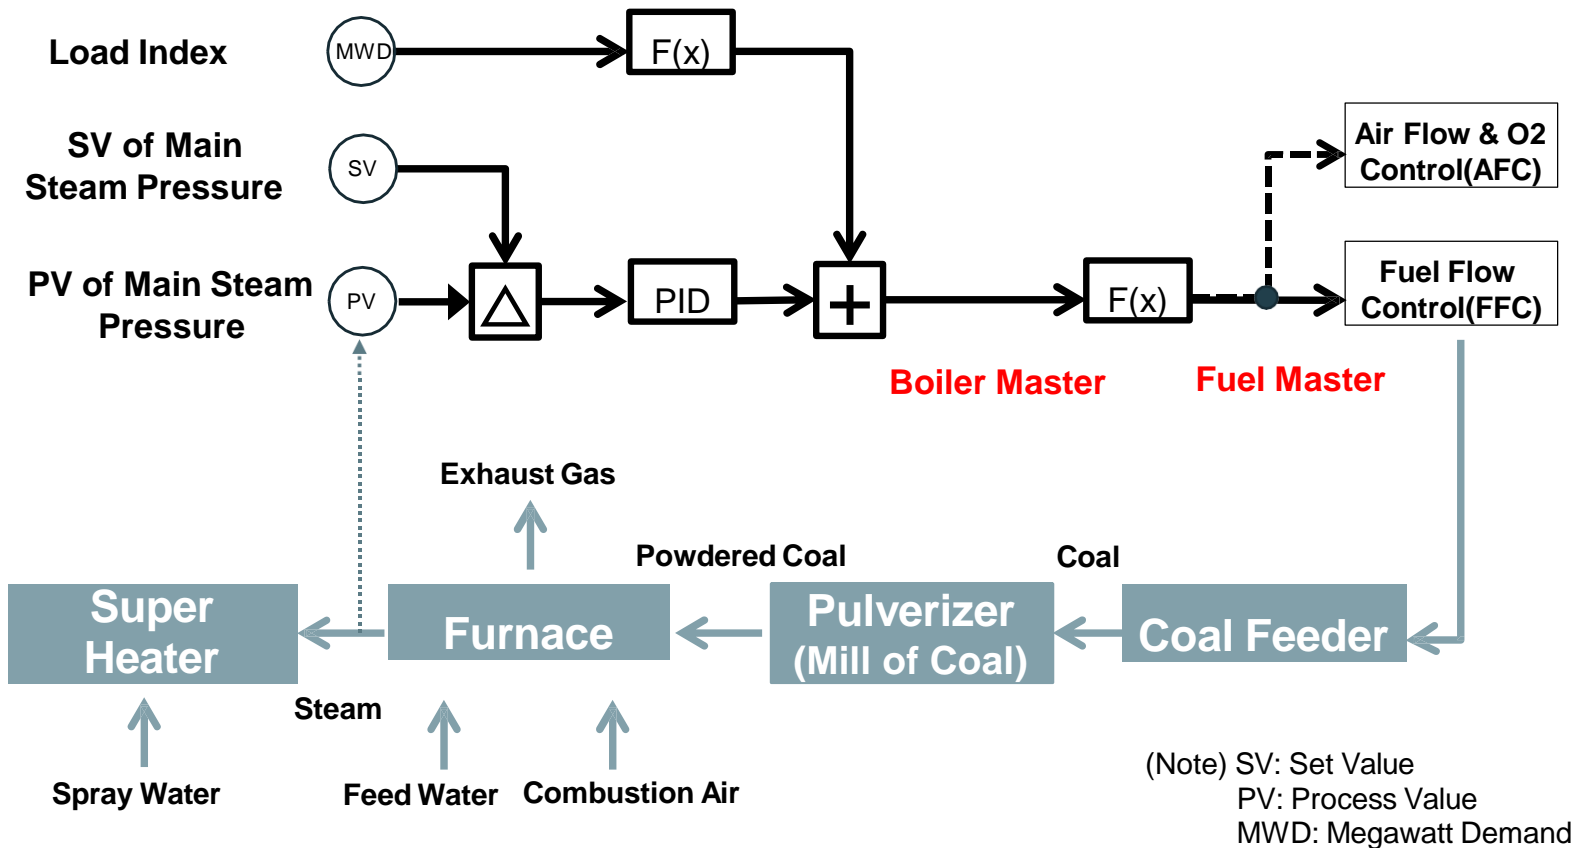 Load Index
MWD
F(x)
SV of Main
Steam Pressure
SV
Air Flow & O2
Control(AFC)
PV of Main Steam
Pressure
PV
△
PID
+
F(x)
Fuel Flow
Control(FFC)
Boiler Master
Fuel Master
Exhaust Gas
Powdered Coal
Coal
Super
Heater
Furnace
Pulverizer
(Mill of Coal)
Coal Feeder
Steam
Spray Water
Feed Water
Combustion Air
(Note) SV: Set Value
PV: Process Value
MWD: Megawatt Demand